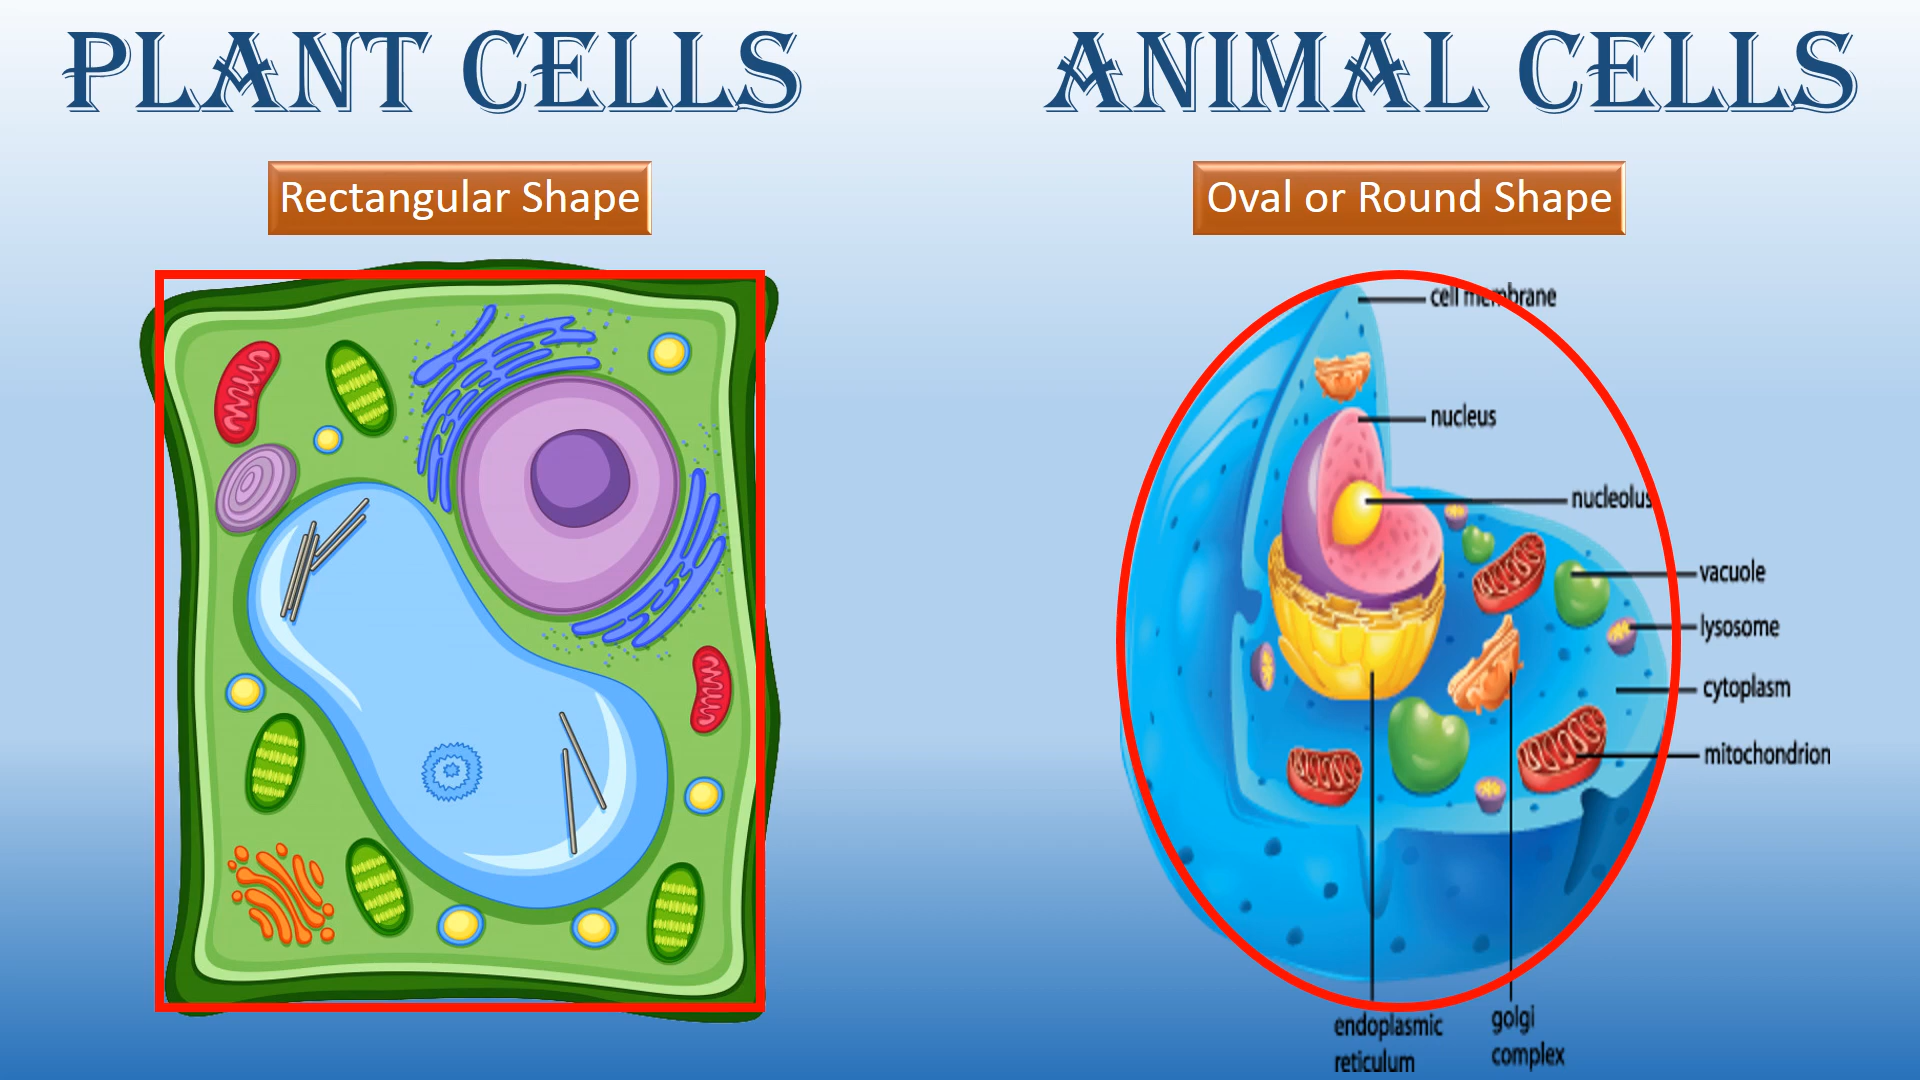 PLANT CELLS
ANIMAL CELLS
Rectangular Shape
Oval or Round Shape
cell membrane
nucleus
nucleolus
vacuole
lysosome
cytoplasm
mitochondrion
endoplasmic
reticulum
golgi
complex